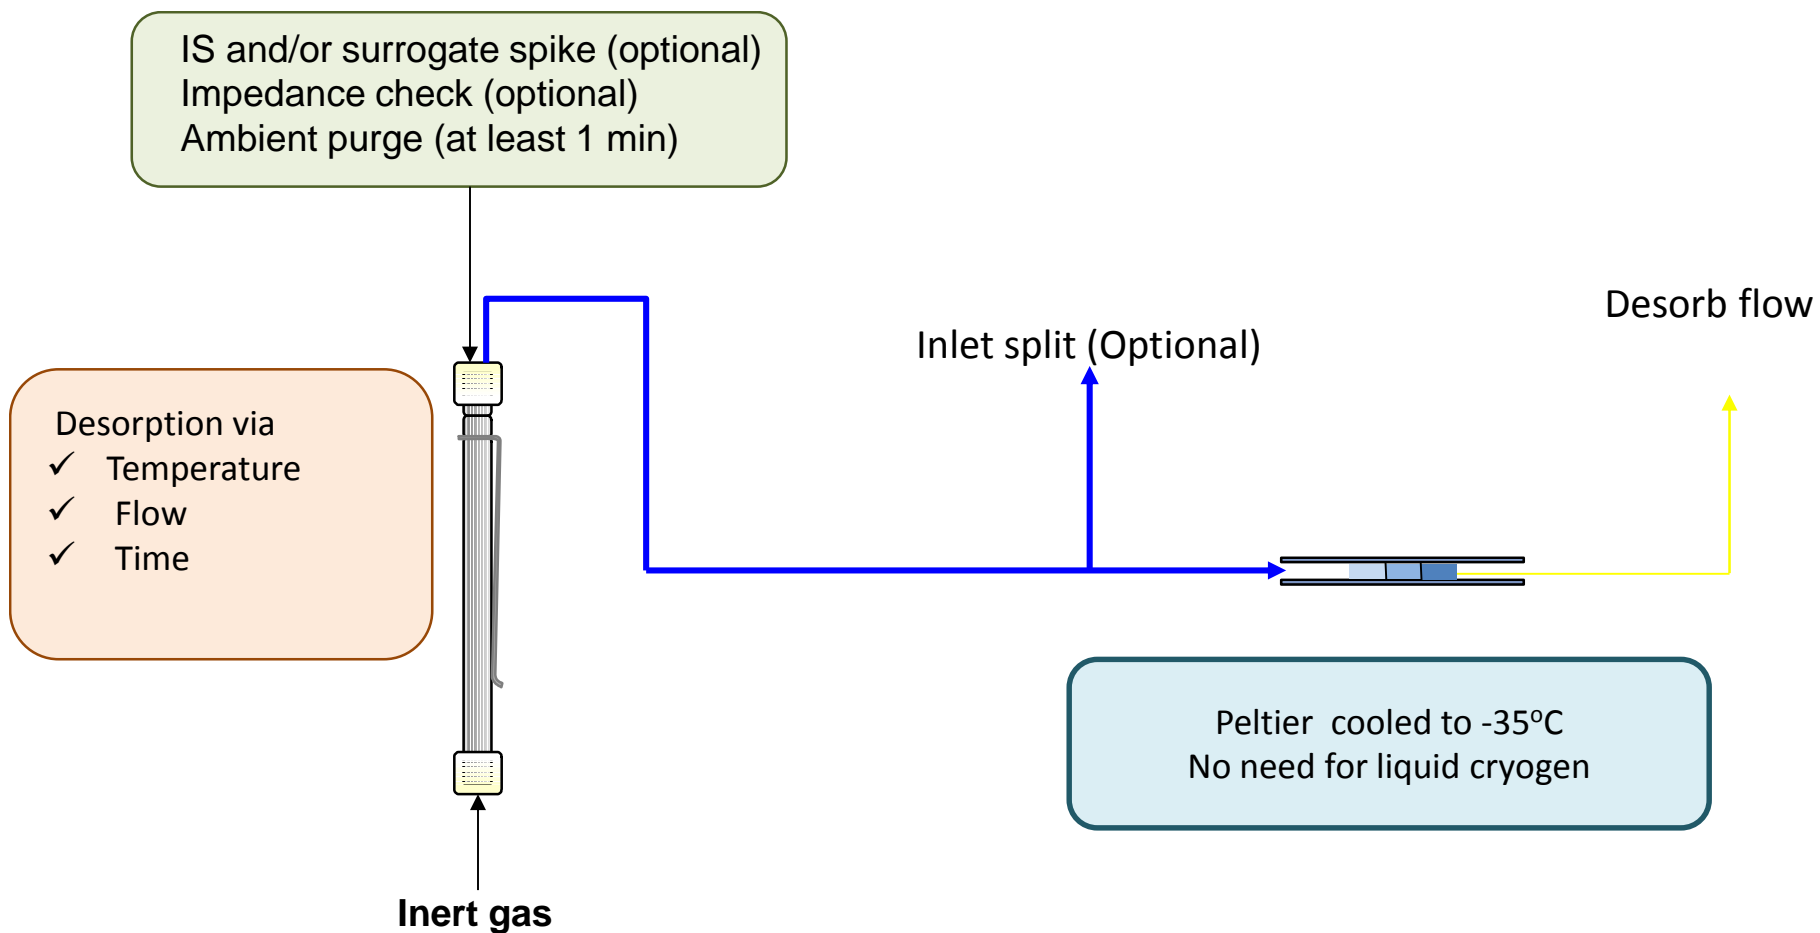 IS and/or surrogate spike (optional)
Impedance check (optional)
Ambient purge (at least 1 min)
Desorb flow
Inlet split (Optional)
Desorption via
✓ Temperature
✓ Flow
✓ Time
Peltier cooled to -35°C
No need for liquid cryogen
Inert gas